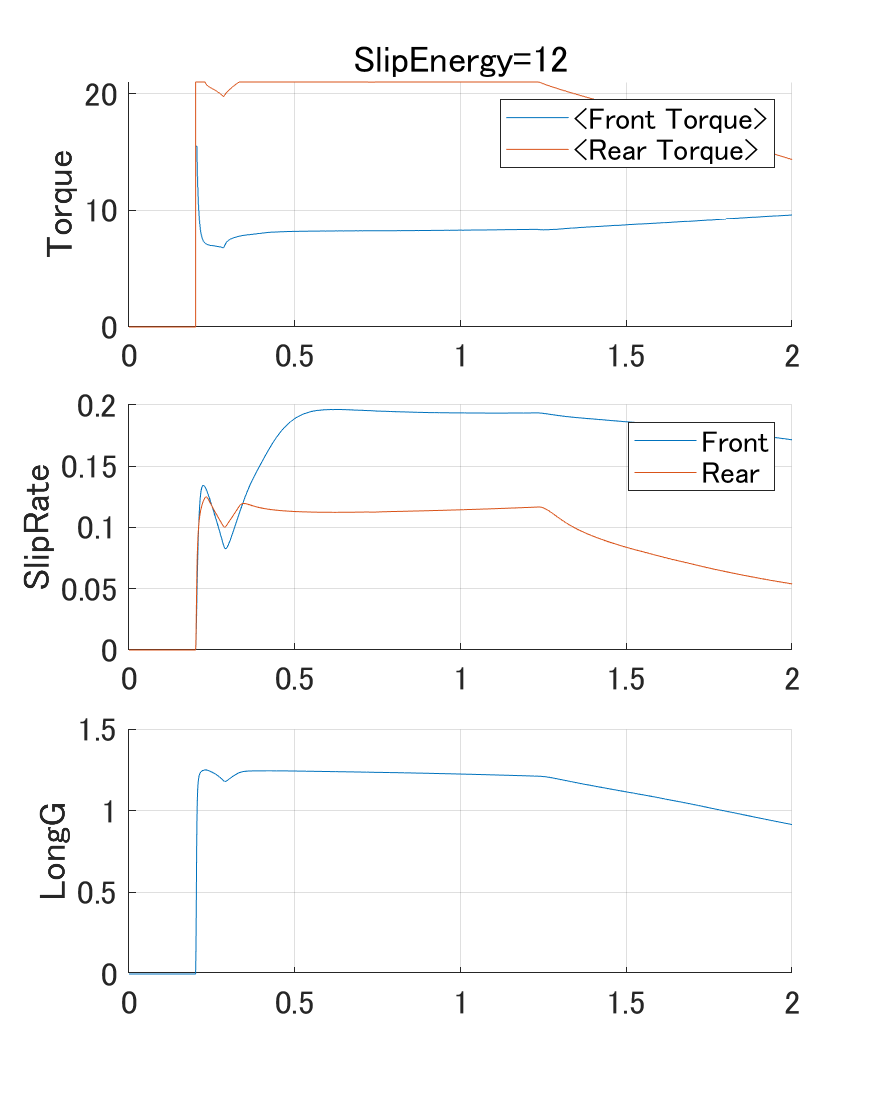 SlipEnergy=12
20
10
0
Torque
<Front Torque>
<Rear Torque>
0 0.5 1 1.5 2
0.2
0.15
0.1
0.05
0
SlipRate
Front
Rear
0 0.5 1 1.5 2
1.5
1
0.5
0
LongG
0 0.5 1 1.5 2